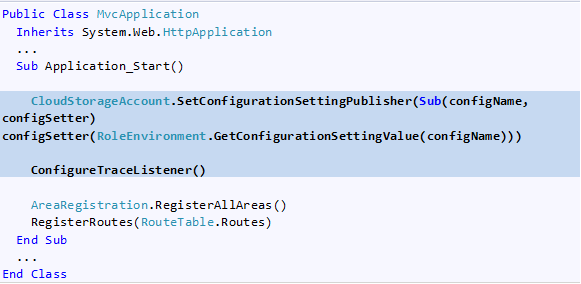 Public Class MvcApplication
Inherits System.Web.HttpApplication
...
Sub Application_Start()
CloudStorageAccount.SetConfigurationSettingPublisher(Sub(configName,
configSetter)
configSetter(RoleEnvironment.GetConfigurationSettingValue(configName)))
ConfigureTraceListener()
AreaRegistration.RegisterAllAreas()
RegisterRoutes(RouteTable.Routes)
End Sub
...
End Class